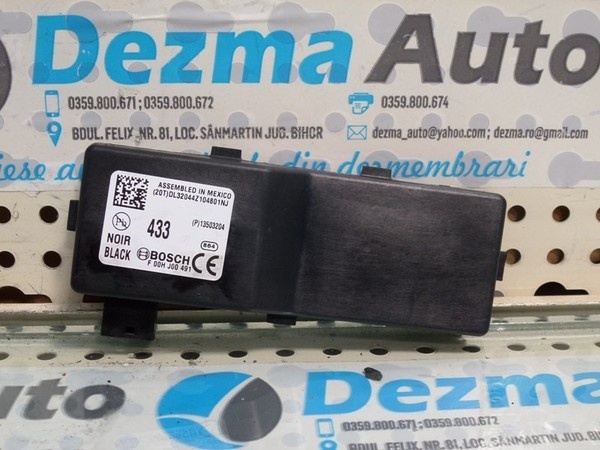 Dezma Auto
0359.800.671; 0359.800.672
0359.800.674
BDUL. FELIX, NR. 81, LOC. SÂNMARTIN JUD. BIHOR
dezma_auto@yahoo.com; dezma.ro@gmail.com
din dezmembrari
ASSEMBLED IN MEXICO
(20T)DL32044Z104801NJ
(P)13503204
Pb
433
884
NOIR
BLACK
BOSCH
F 00H J00 491
CE
Dezma
Auto
0359.800.671; 0359.800.672
BDUL. FELIX, NR. 81, LOC. SÂNMARTIN JUD